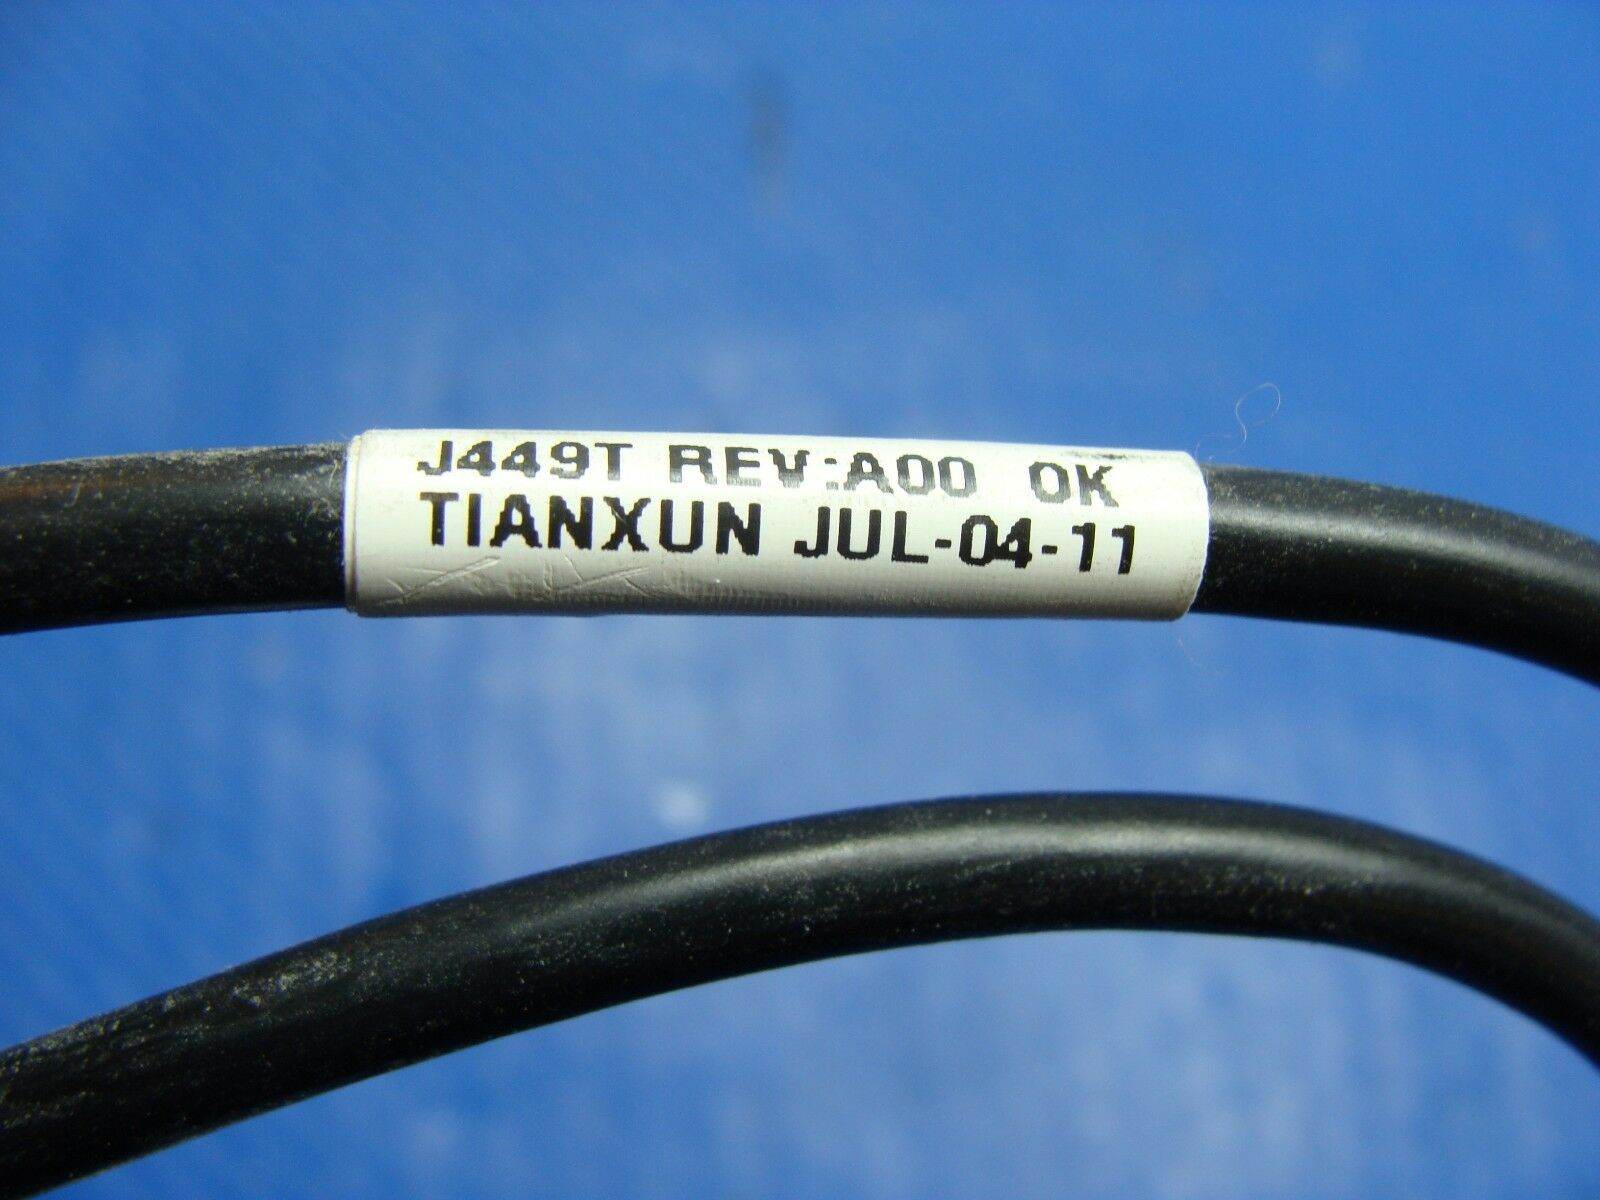 J449T REV:A00 OK
TIANXUN JUL-04-11